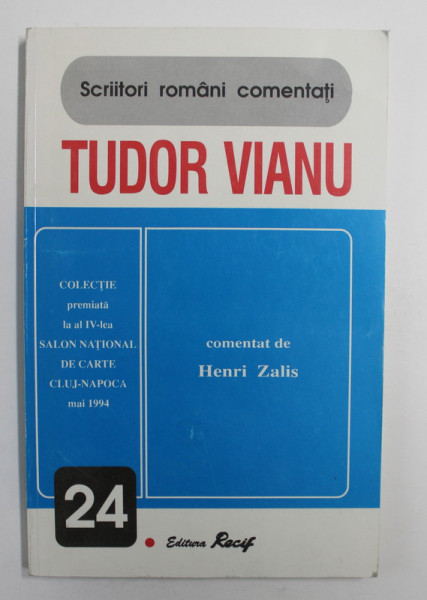 Scriitori români comentați
TUDOR VIANU
COLECȚIE
premiată
la al IV-lea
SALON NAȚIONAL
DE CARTE
CLUJ-NAPOCA
mai 1994
comentat de
Henri Zalis
24
Editura Recif